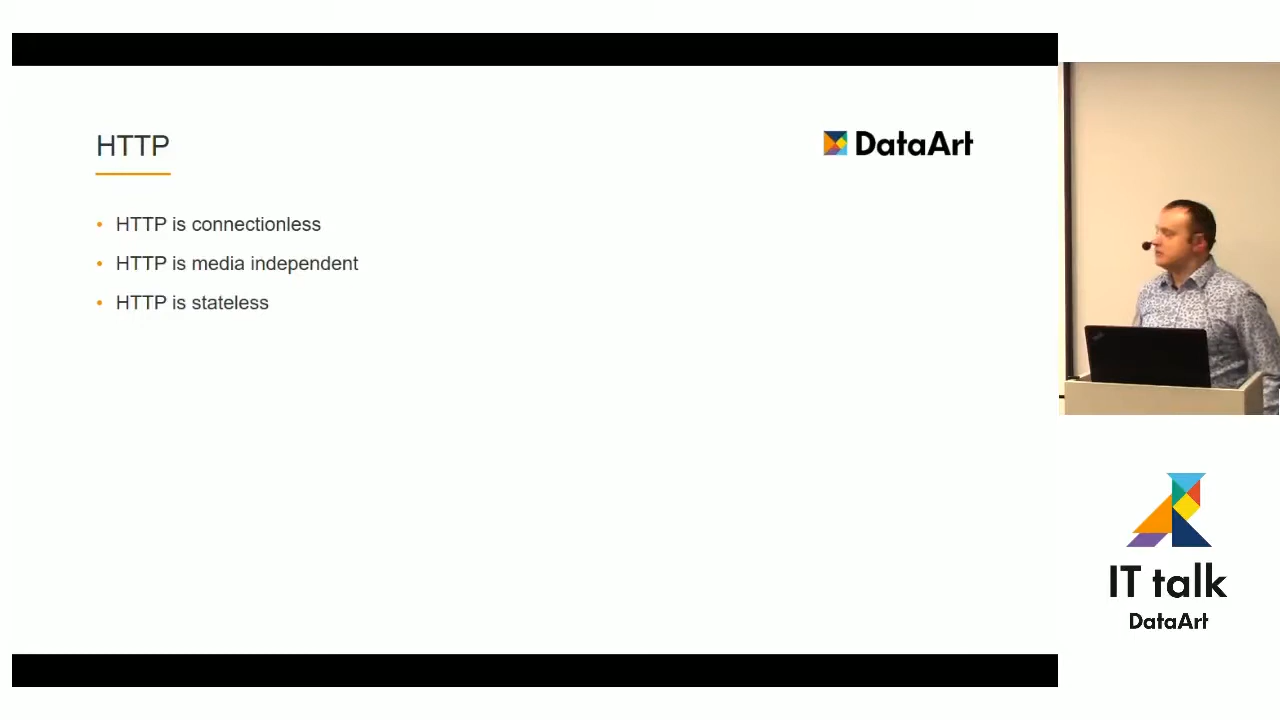 HTTP
DataArt
• HTTP is connectionless
• HTTP is media independent
• HTTP is stateless
IT talk
DataArt